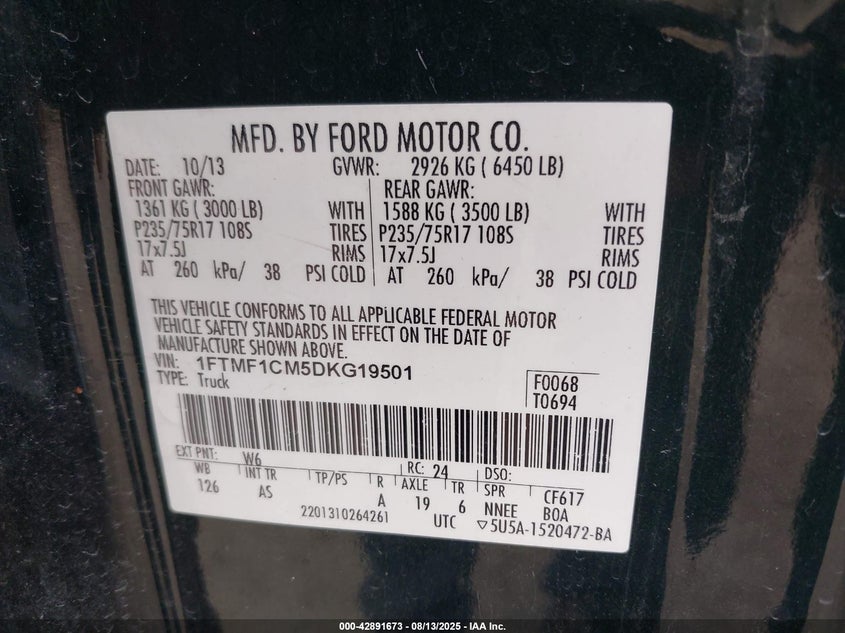 MFD. BY FORD MOTOR CO.
DATE: 10/13 GVWR: 2926 KG ( 6450 LB)
FRONT GAWR: REAR GAWR:
1361 KG ( 3000 LB) WITH 1588 KG ( 3500 LB) WITH
P235/75R17 108S TIRES P235/75R17 108S TIRES
17x7.5J RIMS 17x7.5J RIMS
AT 260 kPa/ 38 PSI COLD AT 260 kPa/ 38 PSI COLD
THIS VEHICLE CONFORMS TO ALL APPLICABLE FEDERAL MOTOR
VEHICLE SAFETY STANDARDS IN EFFECT ON THE DATE OF
MANUFACTURE SHOWN ABOVE.
VIN: 1FTMF1CM5DKG19501
TYPE: Truck
F0068
T0694
EXT PNT: W6 RC: 24 DSO:
WB INT TR TP/PS R AXLE TR SPR CF617
126 AS A 19 6 NNEE BOA
2201310264261 UTC ▽5U5A-1520472-BA
000-42891673 - 08/13/2025 - IAA Inc.